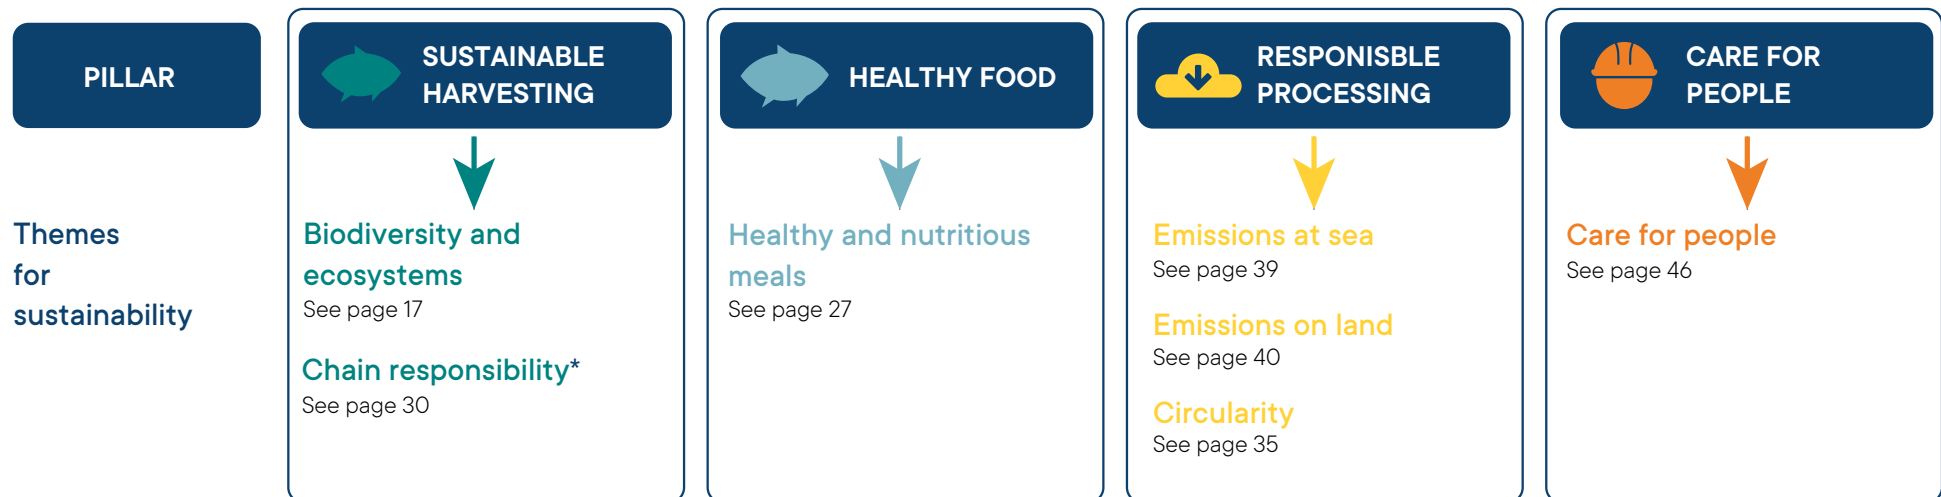 PILLAR
SUSTAINABLE
HARVESTING
HEALTHY FOOD
RESPONISBLE
PROCESSING
CARE FOR
PEOPLE
Themes
for
sustainability
Biodiversity and
ecosystems
See page 17
Chain responsibility*
See page 30
Healthy and nutritious
meals
See page 27
Emissions at sea
See page 39
Emissions on land
See page 40
Circularity
See page 35
Care for people
See page 46